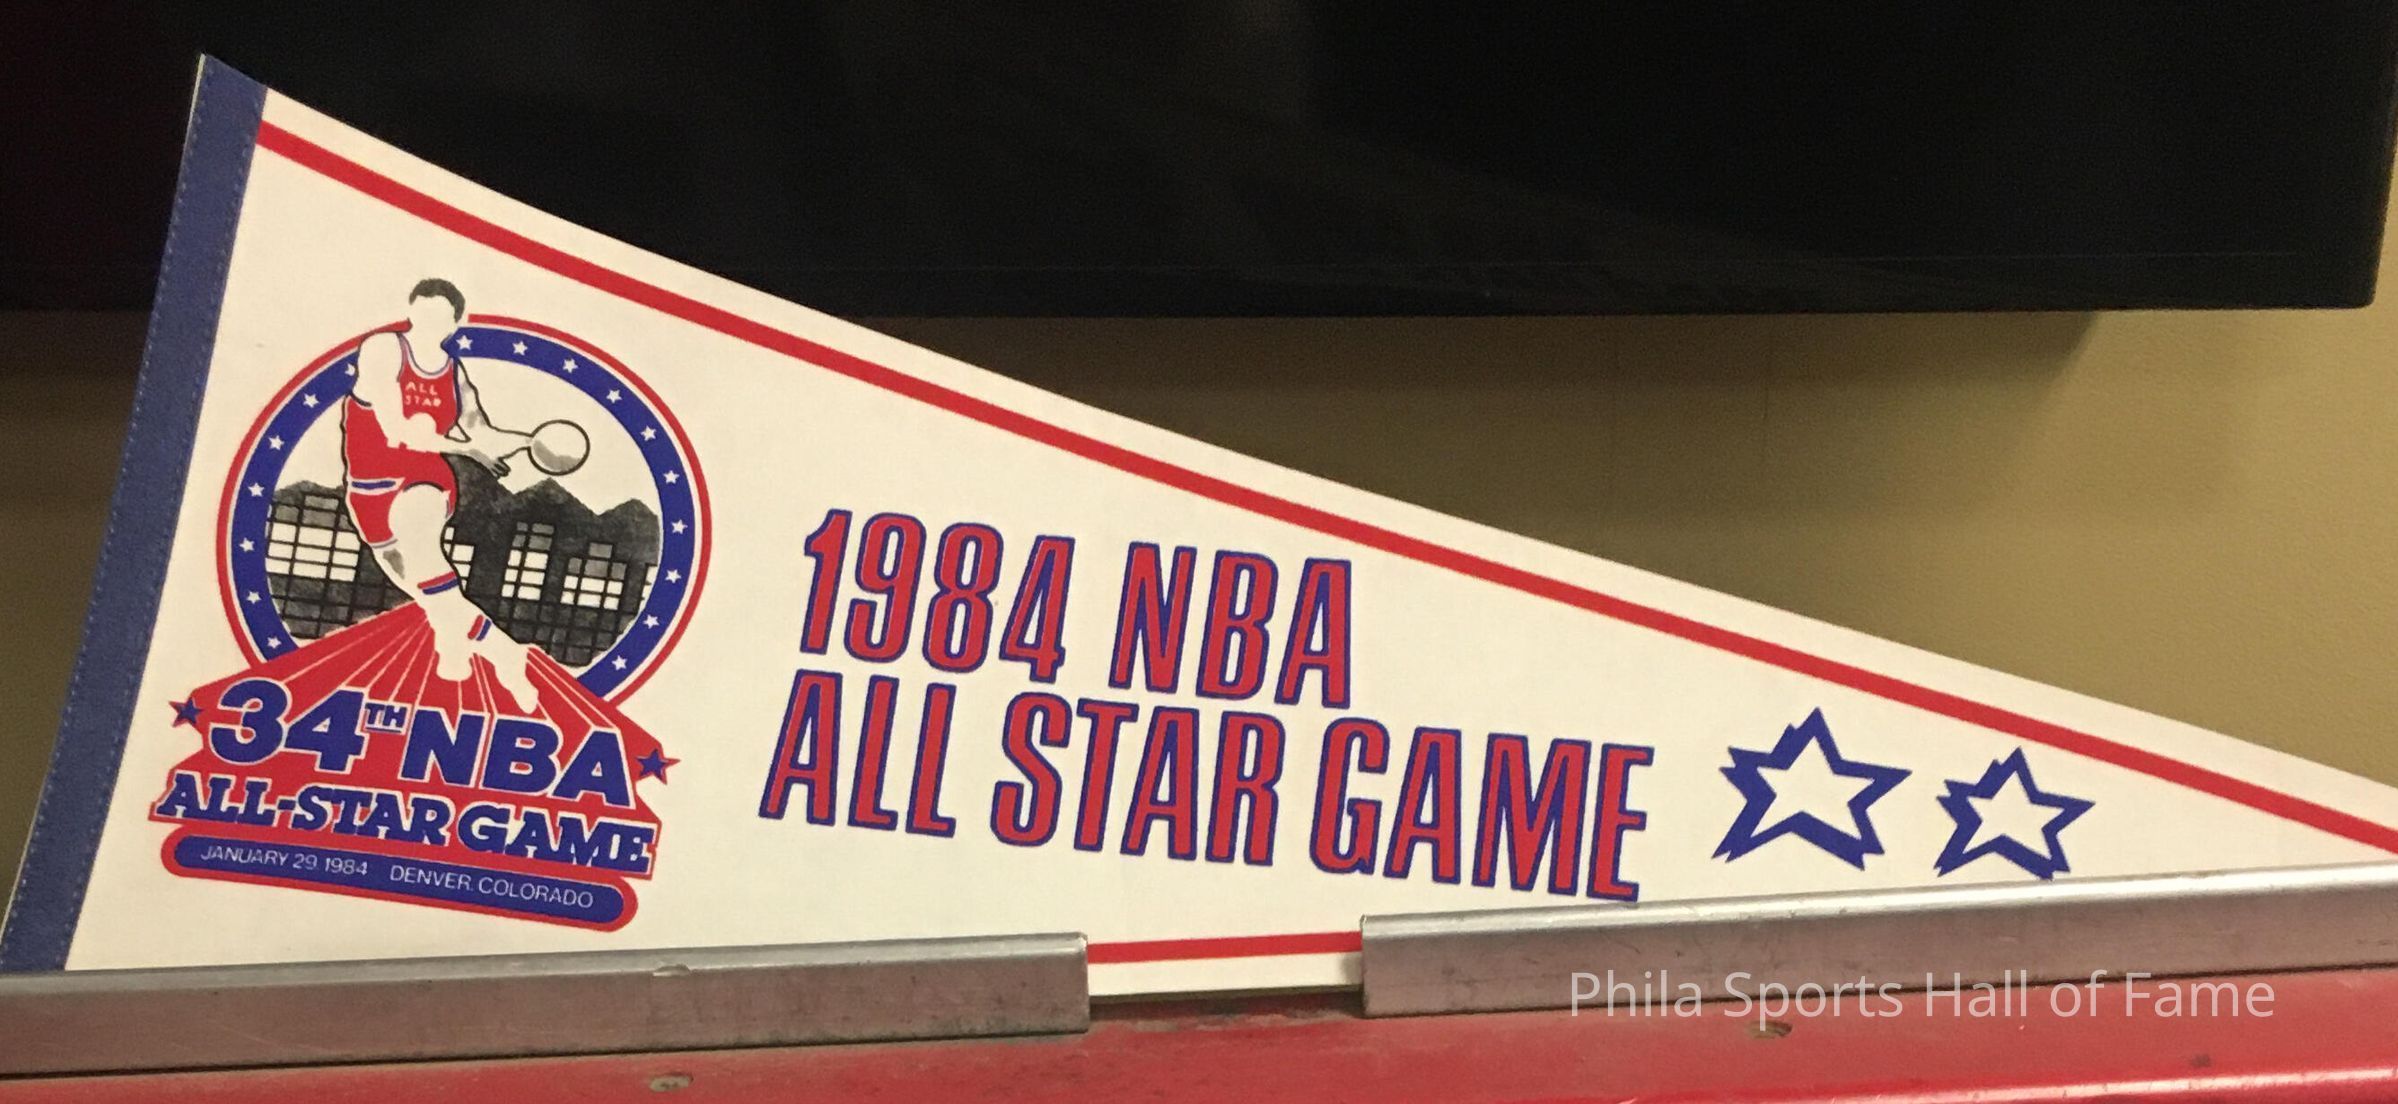 ALL
STAR
34TH NBA
ALL-STAR GAME
JANUARY 29, 1984 DENVER, COLORADO
1984 NBA
ALL STAR GAME
Phila Sports Hall of Fame